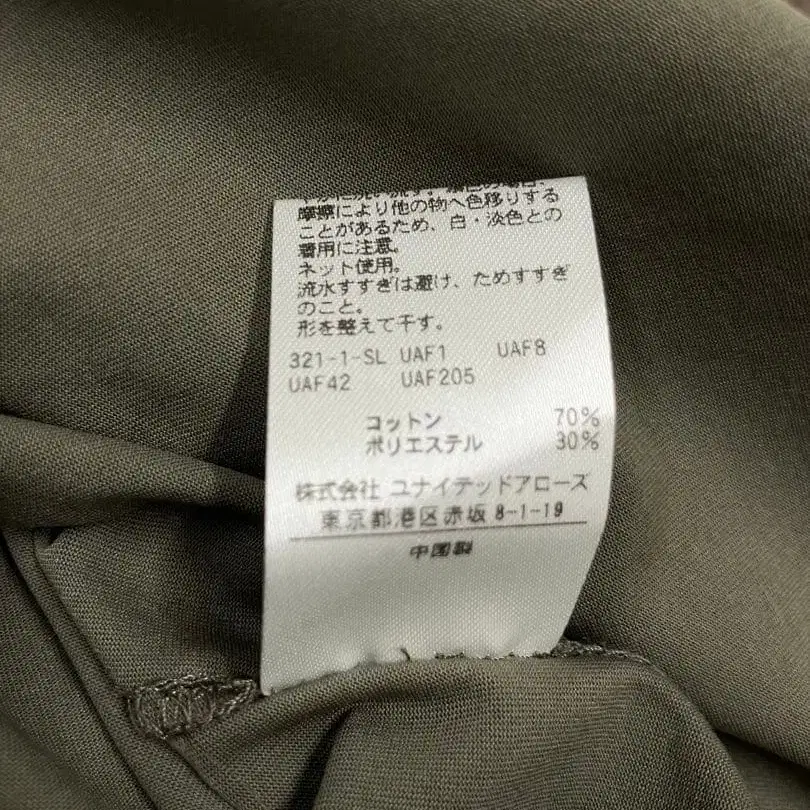 摩擦により他の物へ色移りする
ことがあるため、白・淡色との
着用に注意。
ネット使用。
流水すすぎは避け、ためすすぎ
のこと。
形を整えて干す。
321-1-SL UAF1 UAF8
UAF42 UAF205
コットン 70%
ポリエステル 30%
株式会社 ユナイテッドアローズ
東京都港区赤坂 8-1-19
中国製